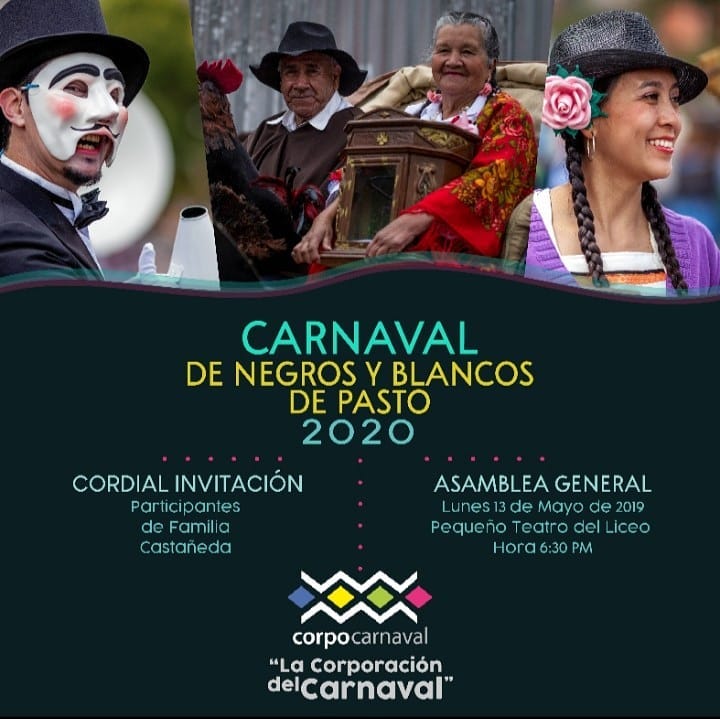 CARNAVAL
DE NEGROS Y BLANCOS
DE PASTO
2020
CORDIAL INVITACIÓN
Participantes
de Familia
Castañeda
ASAMBLEA GENERAL
Lunes 13 de Mayo de 2019
Pequeño Teatro del Liceo
Hora 6:30 PM
corpocarnaval
"La Corporación
del Carnaval"